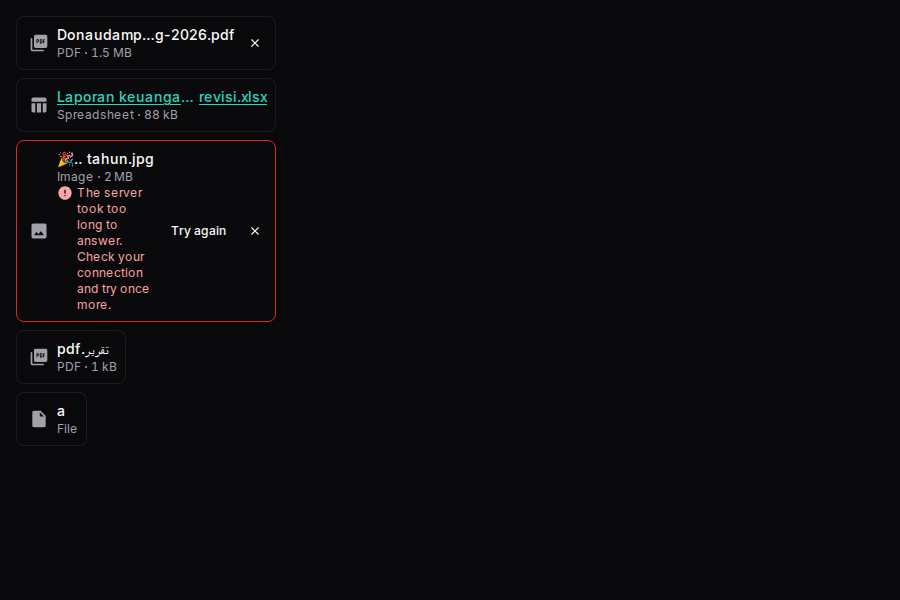 Donaudamp...g-2026.pdf
PDF · 1.5 MB
Laporan keuanga... revisi.xlsx
Spreadsheet · 88 kB
🎉.. tahun.jpg
Image · 2 MB
The server
took too
long to
answer.
Check your
connection
and try once
more.
Try again
تقرير.pdf
PDF · 1 kB
a
File